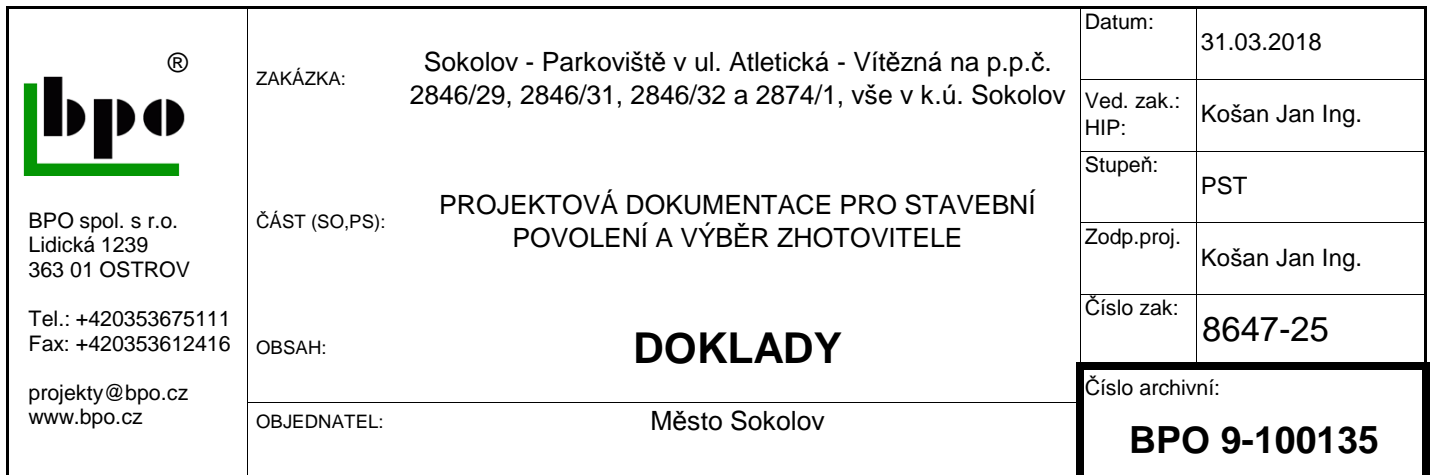 ®
bpo
BPO spol. s r.o.
Lidická 1239
363 01 OSTROV
Tel.: +420353675111
Fax: +420353612416
projekty@bpo.cz
www.bpo.cz
ZAKÁZKA:
Sokolov - Parkoviště v ul. Atletická - Vítězná na p.p.č.
2846/29, 2846/31, 2846/32 a 2874/1, vše v k.ú. Sokolov
ČÁST (SO,PS):
PROJEKTOVÁ DOKUMENTACE PRO STAVEBNÍ
POVOLENÍ A VÝBĚR ZHOTOVITELE
OBSAH:
DOKLADY
OBJEDNATEL:
Město Sokolov
Datum:
31.03.2018
Ved. zak.:
HIP:
Košan Jan Ing.
Stupeň:
PST
Zodp.proj.
Košan Jan Ing.
Číslo zak:
8647-25
Číslo archivní:
BPO 9-100135